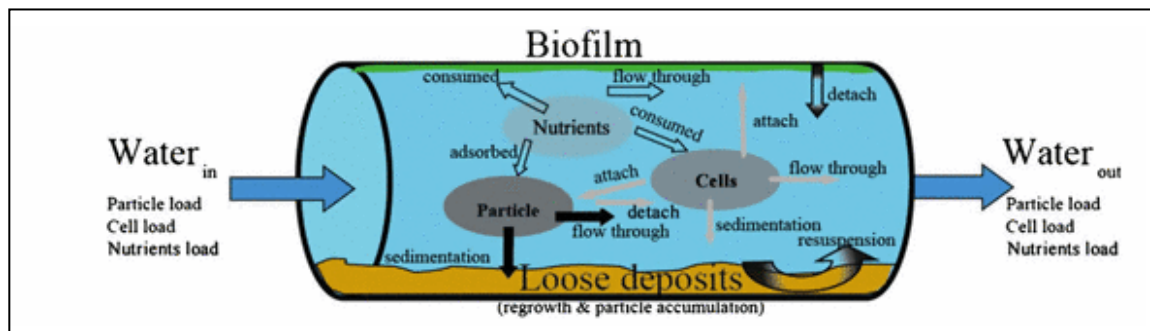 Biofilm
consumed
flow through
detach
Nutrients
consumed
attach
adsorbed
Water in
Water out
attach
Cells
flow through
Particle load
Cell load
Nutrients load
Particle
detach
flow through
sedimentation
resuspension
Particle load
Cell load
Nutrients load
sedimentation
Loose deposits
(regrowth & particle accumulation)